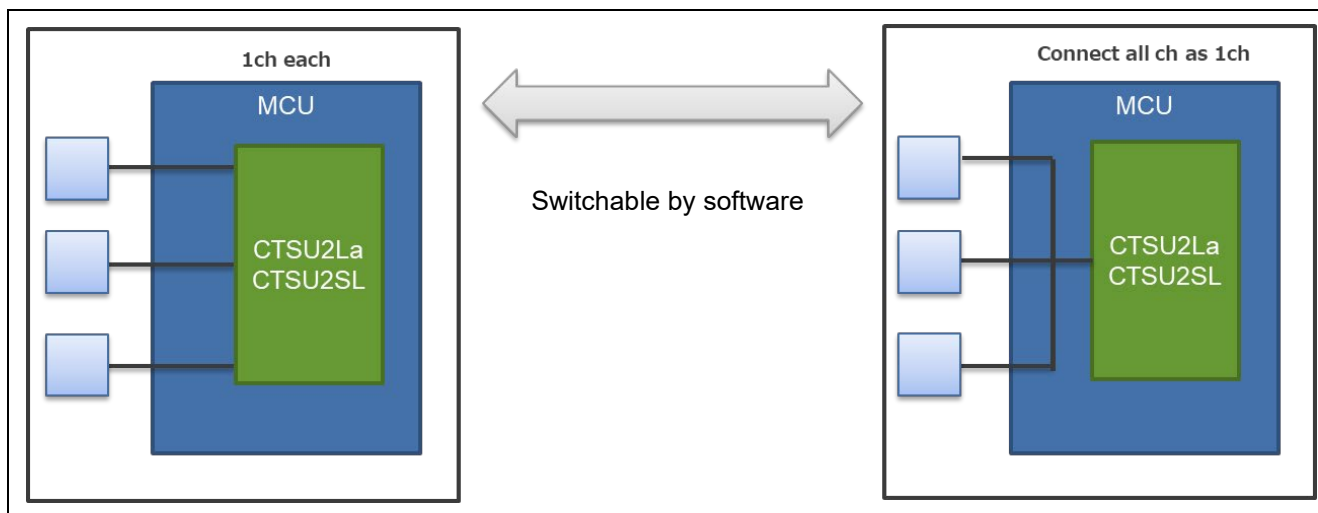 1ch each
MCU
CTSU2La
CTSU2SL
Switchable by software
Connect all ch as 1ch
MCU
CTSU2La
CTSU2SL